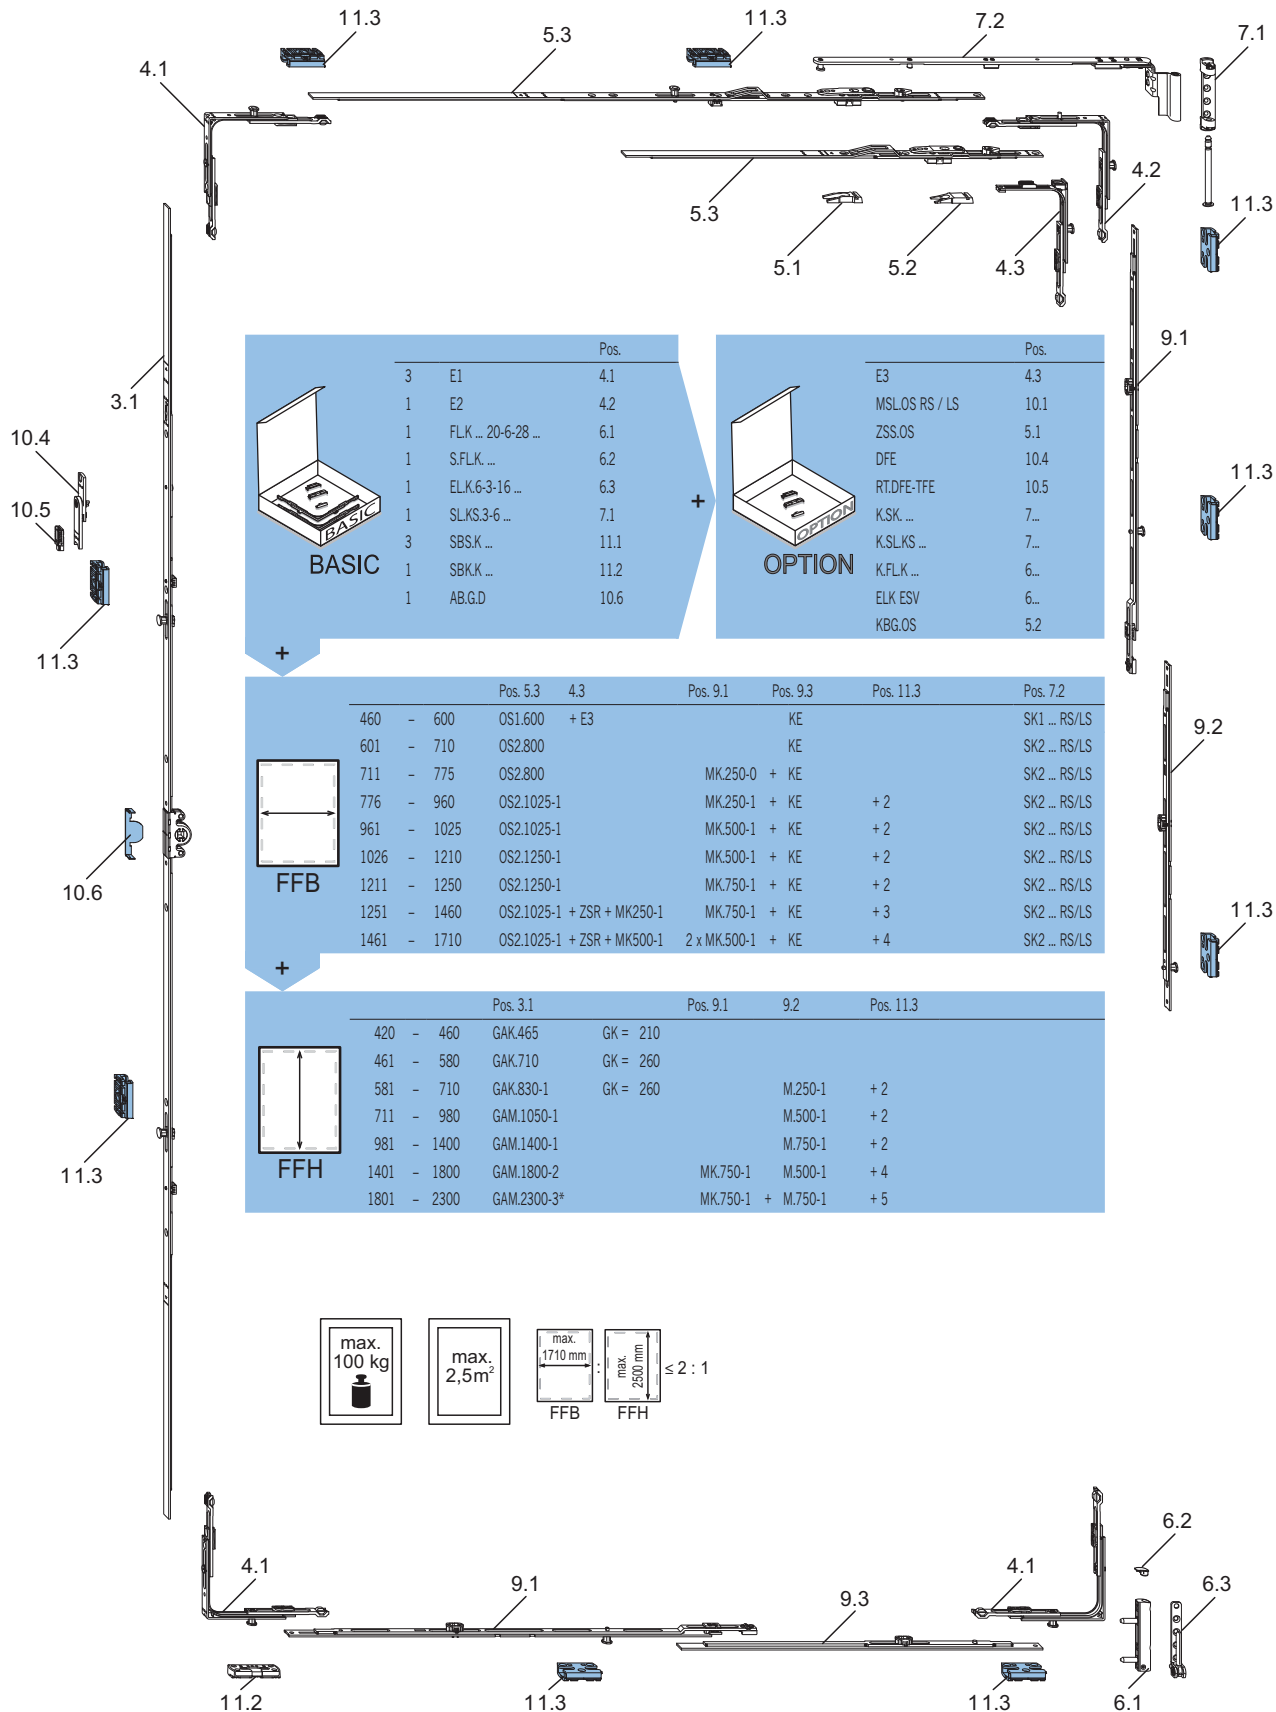 11.3
5.3
11.3
7.2
7.1
4.1
5.3
5.1
5.2
4.3
4.2
11.3
3.1
9.1
10.4
10.5
11.3
11.3
Pos.
3 E1 4.1
1 E2 4.2
1 FL.K ... 20-6-28 ... 6.1
1 S.FL.K. ... 6.2
1 EL.K.6-3-16 ... 6.3
1 SL.KS.3-6 ... 7.1
3 SBS.K ... 11.1
1 SBK.K ... 11.2
1 AB.G.D 10.6
BASIC
BASIC
+
+
Pos.
E3 4.3
MSL.OS RS / LS 10.1
ZSS.OS 5.1
DFE 10.4
RT.DFE-TFE 10.5
K.SK. ... 7...
K.SL.KS ... 7...
K.FL.K ... 6...
ELK ESV 6...
KBG.OS 5.2
OPTION
OPTION
Pos. 5.3 4.3 Pos. 9.1 Pos. 9.3 Pos. 11.3 Pos. 7.2
460 – 600 OS1.600 + E3 KE SK1 ... RS/LS
601 – 710 OS2.800 KE SK2 ... RS/LS
711 – 775 OS2.800 MK.250-0 + KE SK2 ... RS/LS
776 – 960 OS2.1025-1 MK.250-1 + KE + 2 SK2 ... RS/LS
961 – 1025 OS2.1025-1 MK.500-1 + KE + 2 SK2 ... RS/LS
1026 – 1210 OS2.1250-1 MK.500-1 + KE + 2 SK2 ... RS/LS
1211 – 1250 OS2.1250-1 MK.750-1 + KE + 2 SK2 ... RS/LS
1251 – 1460 OS2.1025-1 + ZSR + MK250-1 MK.750-1 + KE + 3 SK2 ... RS/LS
1461 – 1710 OS2.1025-1 + ZSR + MK500-1 2 x MK.500-1 + KE + 4 SK2 ... RS/LS
FFB
+
9.2
10.6
11.3
Pos. 3.1 Pos. 9.1 9.2 Pos. 11.3
420 – 460 GAK.465 GK = 210
461 – 580 GAK.710 GK = 260
581 – 710 GAK.830-1 GK = 260 M.250-1 + 2
711 – 980 GAM.1050-1 M.500-1 + 2
981 – 1400 GAM.1400-1 M.750-1 + 2
1401 – 1800 GAM.1800-2 MK.750-1 M.500-1 + 4
1801 – 2300 GAM.2300-3* MK.750-1 + M.750-1 + 5
FFH
11.3
max.
100 kg
max.
2,5m²
max.
1710 mm
FFB
:
max.
2500 mm
FFH
≤ 2 : 1
4.1
9.1
9.3
4.1
6.2
6.3
11.2
11.3
11.3
6.1